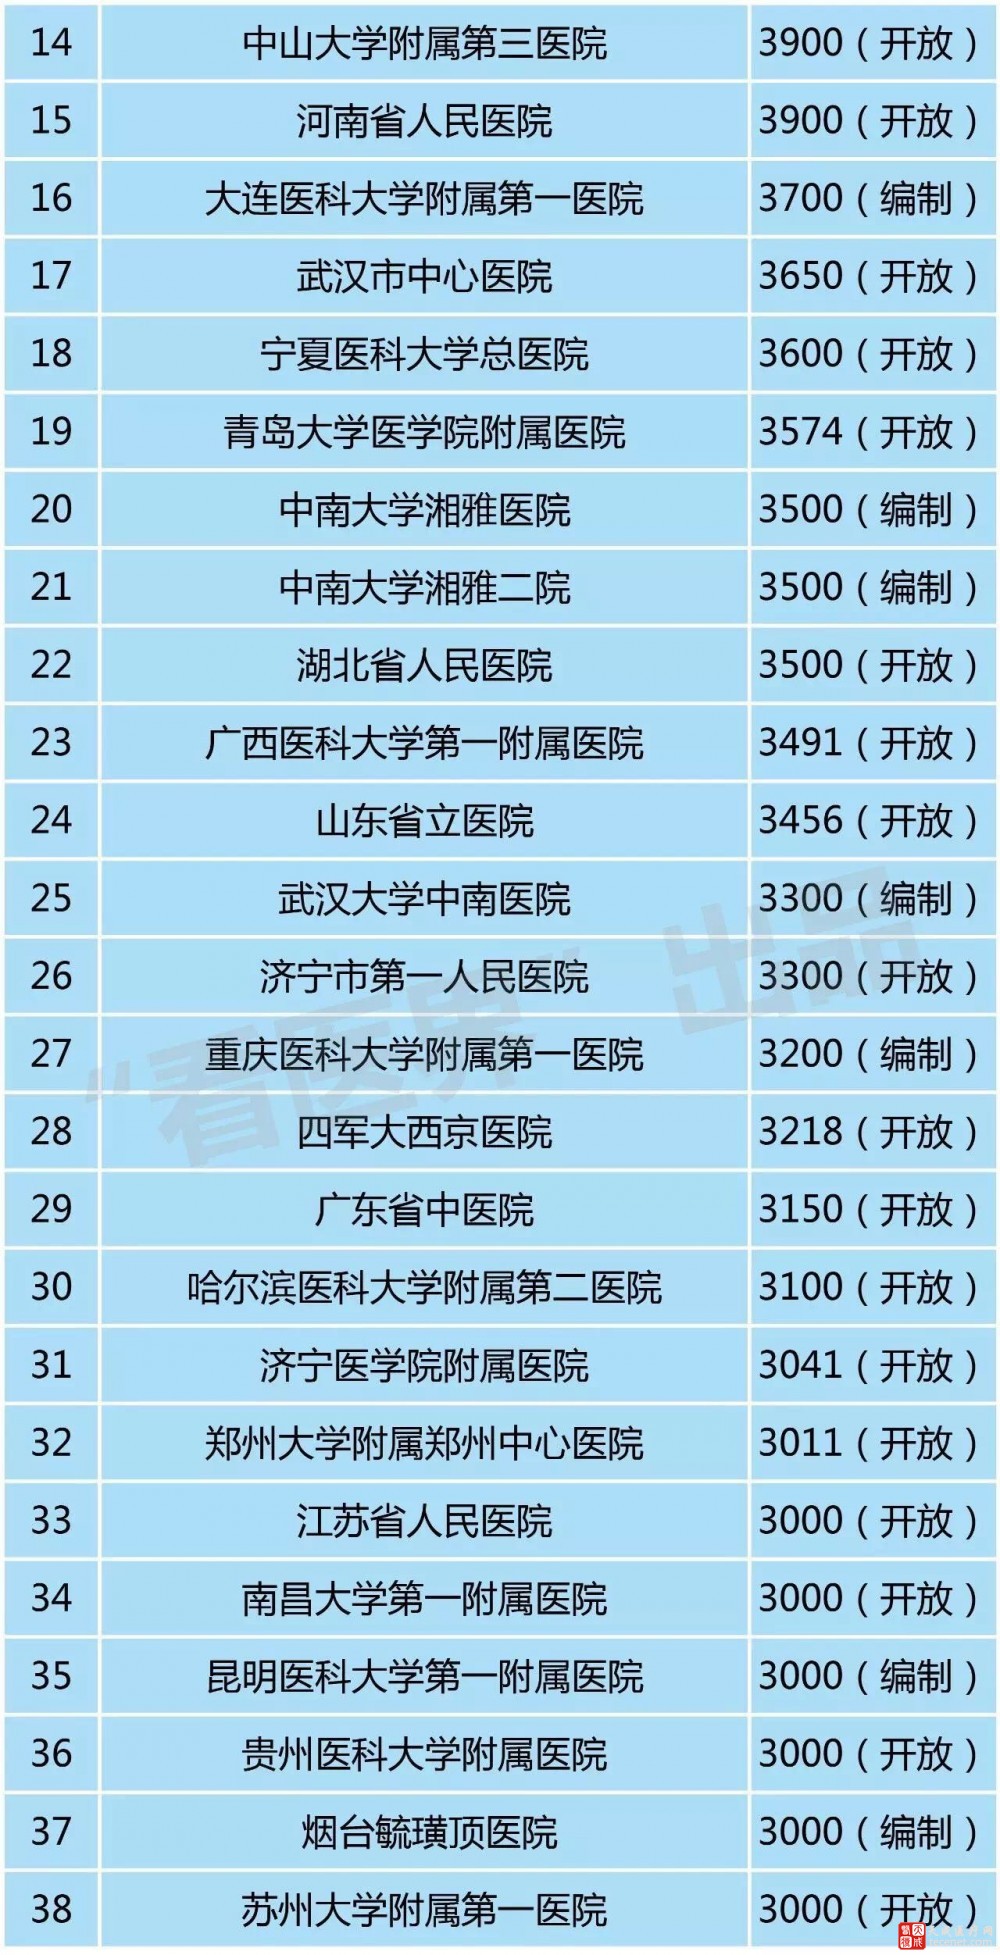 14 中山大学附属第三医院 3900（开放）
15 河南省人民医院 3900（开放）
16 大连医科大学附属第一医院 3700（编制）
17 武汉市中心医院 3650（开放）
18 宁夏医科大学总医院 3600（开放）
19 青岛大学医学院附属医院 3574（开放）
20 中南大学湘雅医院 3500（编制）
21 中南大学湘雅二院 3500（编制）
22 湖北省人民医院 3500（开放）
23 广西医科大学第一附属医院 3491（开放）
24 山东省立医院 3456（开放）
25 武汉大学中南医院 3300（编制）
26 济宁市第一人民医院 3300（开放）
27 重庆医科大学附属第一医院 3200（编制）
28 四军大西京医院 3218（开放）
29 广东省中医院 3150（开放）
30 哈尔滨医科大学附属第二医院 3100（开放）
31 济宁医学院附属医院 3041（开放）
32 郑州大学附属郑州中心医院 3011（开放）
33 江苏省人民医院 3000（开放）
34 南昌大学第一附属医院 3000（开放）
35 昆明医科大学第一附属医院 3000（编制）
36 贵州医科大学附属医院 3000（开放）
37 烟台毓璜顶医院 3000（编制）
38 苏州大学附属第一医院 3000（开放）
“看医界”出品